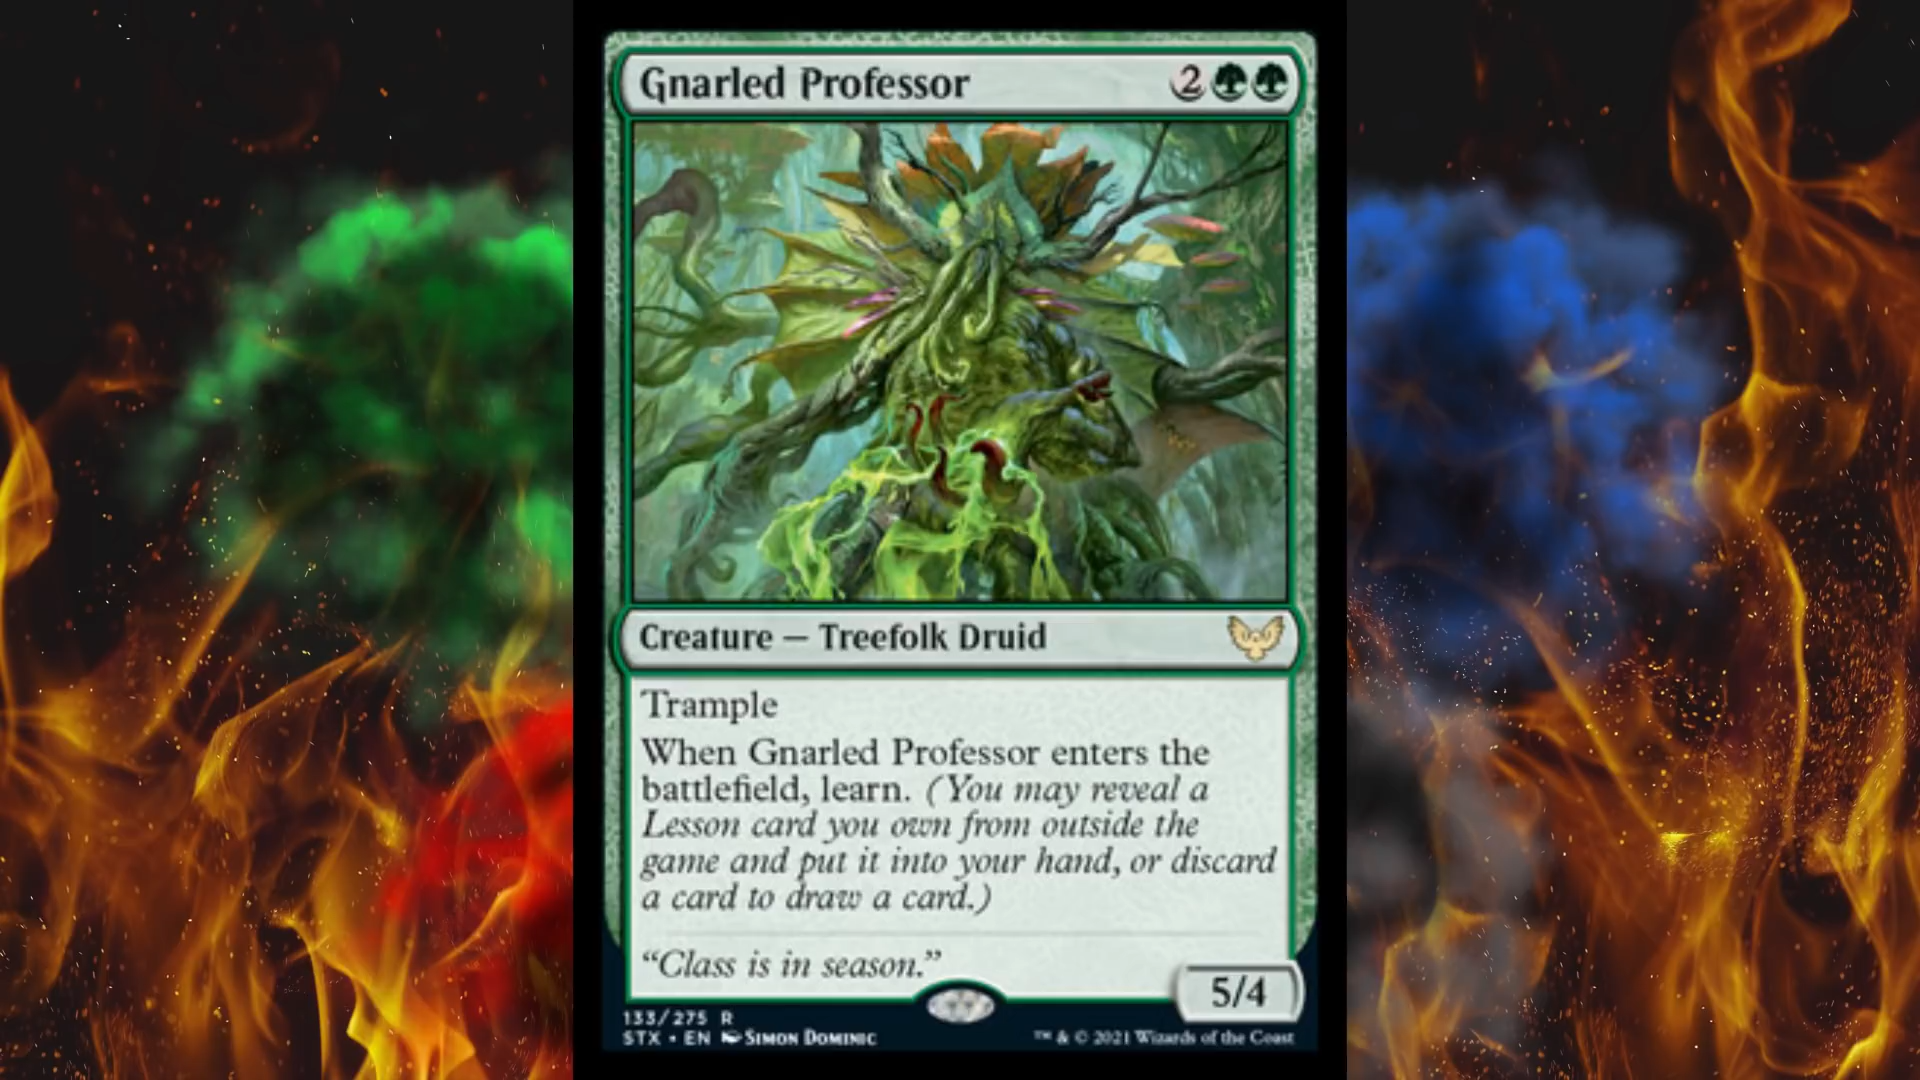 Gnarled Professor 2
Creature — Treefolk Druid
Trample
When Gnarled Professor enters the
battlefield, learn. (You may reveal a
Lesson card you own from outside the
game and put it into your hand, or discard
a card to draw a card.)
“Class is in season.”
5/4
133/275 R
STX • EN Simon Dominic
™ & © 2021 Wizards of the Coast